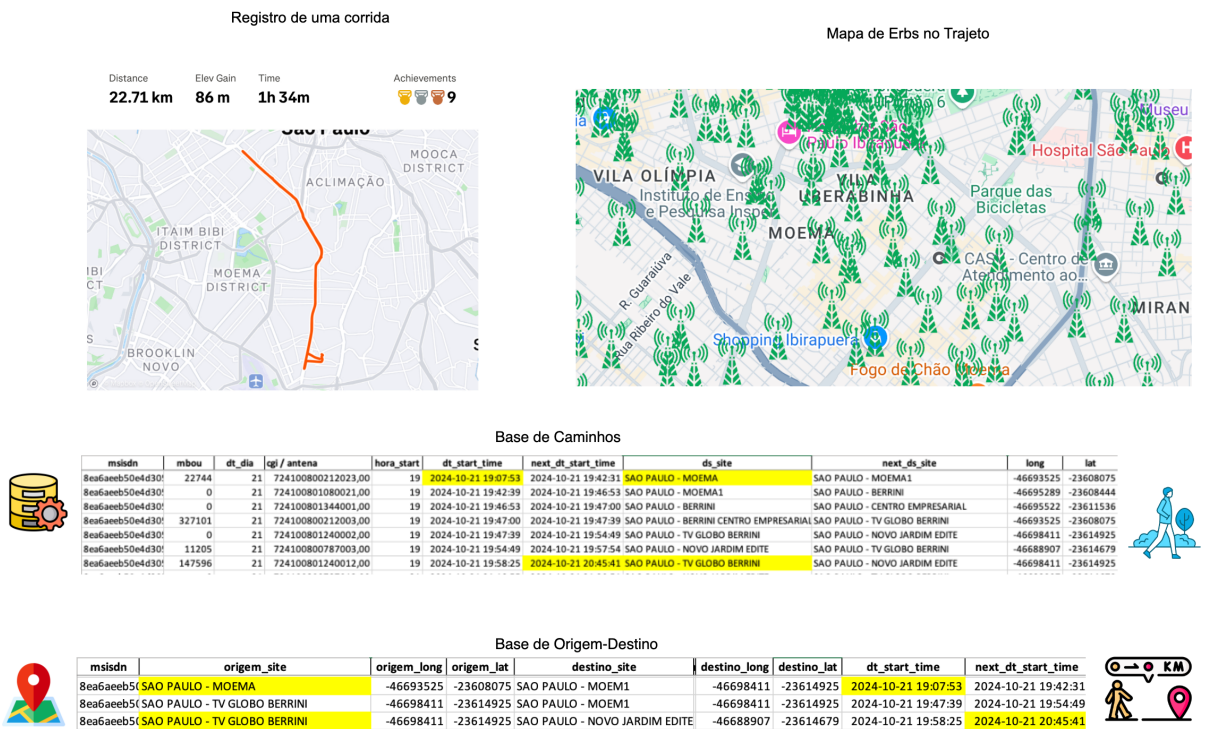 Registro de uma corrida
Mapa de Erbs no Trajeto
Distance Elev Gain Time Achievements
22.71 km 86 m 1h 34m 9
São Paulo
MOOCA
DISTRICT
ACLIMAÇÃO
ITAIM BIBI
DISTRICT
MOEMA
DISTRICT
BROOKLIN
NOVO
Museu
Hospital São Paulo
VILA OLÍMPIA
Instituto de
e Pesquisa Insper
VILA
UBERABINHA
Parque das
Bicicletas
MOEMA
CASA - Centro de
Atendimento ao...
R. Guaraiúva
Rua Ribeiro do Vale
MIRAN
Shopping Ibirapuera
Fogo de Chão Moema
Base de Caminhos
msisdn mbou dt_dia cgi / antena hora_start dt_start_time next_dt_start_time ds_site next_ds_site long lat
8ea6aeeb50e4d30 22744 21 724100800212023,00 19 2024-10-21 19:07:53 2024-10-21 19:42:31 SAO PAULO - MOEMA SAO PAULO - MOEMA1 -46693525 -23608075
8ea6aeeb50e4d30 0 21 724100801080021,00 19 2024-10-21 19:42:39 2024-10-21 19:46:53 SAO PAULO - MOEMA1 SAO PAULO - BERRINI -46695289 -23608444
8ea6aeeb50e4d30 0 21 724100801344001,00 19 2024-10-21 19:46:53 2024-10-21 19:47:00 SAO PAULO - BERRINI SAO PAULO - CENTRO EMPRESARIAL -46695522 -23611536
8ea6aeeb50e4d30 327101 21 724100800212003,00 19 2024-10-21 19:47:00 2024-10-21 19:47:39 SAO PAULO - BERRINI CENTRO EMPRESARIAL SAO PAULO - TV GLOBO BERRINI -46693525 -23608075
8ea6aeeb50e4d30 0 21 724100801240002,00 19 2024-10-21 19:47:39 2024-10-21 19:54:49 SAO PAULO - TV GLOBO BERRINI SAO PAULO - NOVO JARDIM EDITE -46698411 -23614925
8ea6aeeb50e4d30 11205 21 724100800787003,00 19 2024-10-21 19:54:49 2024-10-21 19:57:54 SAO PAULO - NOVO JARDIM EDITE SAO PAULO - TV GLOBO BERRINI -46688907 -23614679
8ea6aeeb50e4d30 147596 21 724100801240012,00 19 2024-10-21 19:58:25 2024-10-21 20:45:41 SAO PAULO - TV GLOBO BERRINI SAO PAULO - NOVO JARDIM EDITE -46698411 -23614925
Base de Origem-Destino
msisdn origem_site origem_long origem_lat destino_site destino_long destino_lat dt_start_time next_dt_start_time
8ea6aeeb50 SAO PAULO - MOEMA -46693525 -23608075 SAO PAULO - MOEM1 -46698411 -23614925 2024-10-21 19:07:53 2024-10-21 19:42:31
8ea6aeeb50 SAO PAULO - TV GLOBO BERRINI -46698411 -23614925 SAO PAULO - MOEM1 -46698411 -23614925 2024-10-21 19:47:39 2024-10-21 19:54:49
8ea6aeeb50 SAO PAULO - TV GLOBO BERRINI -46698411 -23614925 SAO PAULO - NOVO JARDIM EDITE -46688907 -23614679 2024-10-21 19:58:25 2024-10-21 20:45:41
KM